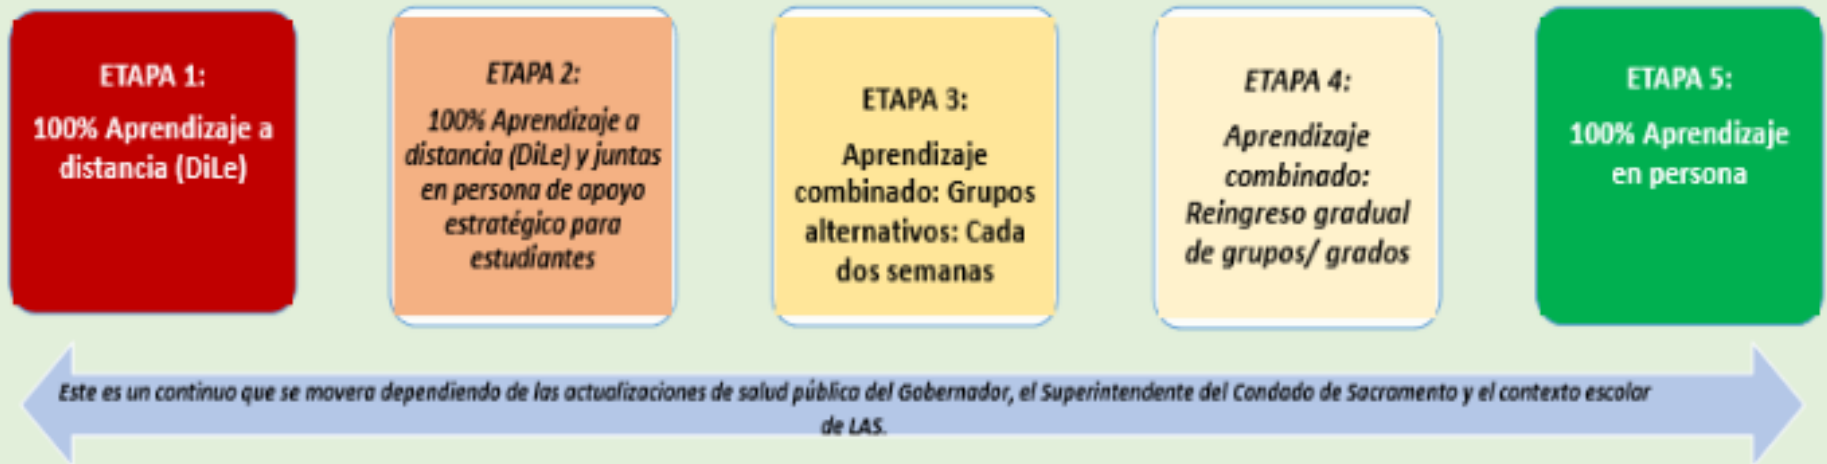 ETAPA 1:
100% Aprendizaje a
distancia (DiLe)
ETAPA 2:
100% Aprendizaje a
distancia (DiLe) y juntas
en persona de apoyo
estratégico para
estudiantes
ETAPA 3:
Aprendizaje
combinado: Grupos
alternativos: Cada
dos semanas
ETAPA 4:
Aprendizaje
combinado:
Reingreso gradual
de grupos/ grados
ETAPA 5:
100% Aprendizaje
en persona
Este es un continuo que se movera dependiendo de las actualizaciones de salud pública del Gobernador, el Superintendente del Condado de Sacramento y el contexto escolar
de LAS.